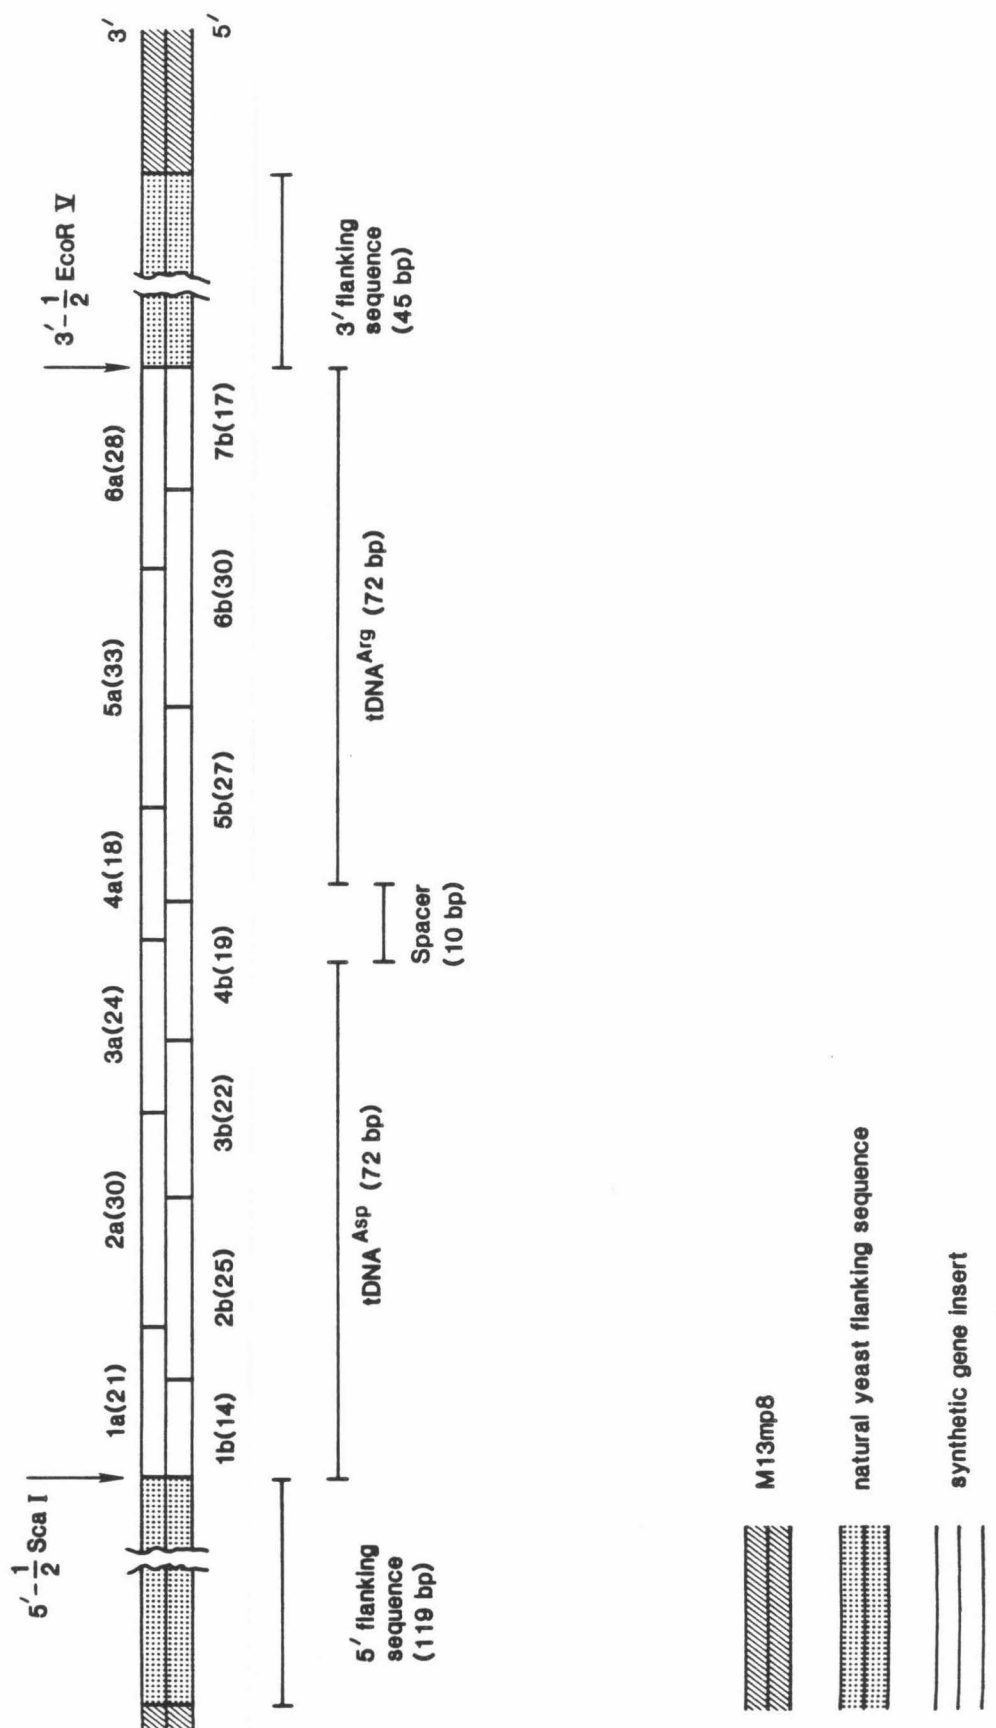 5′-1/2 Sca I
3′-1/2 EcoR V
1a(21) 2a(30) 3a(24) 4a(18) 5a(33) 6a(28) 3′
1b(14) 2b(25) 3b(22) 4b(19) 5b(27) 6b(30) 7b(17) 5′
5′ flanking
sequence
(119 bp)
tDNA Asp (72 bp)
Spacer
(10 bp)
tDNA Arg (72 bp)
3′ flanking
sequence
(45 bp)
M13mp8
natural yeast flanking sequence
synthetic gene insert